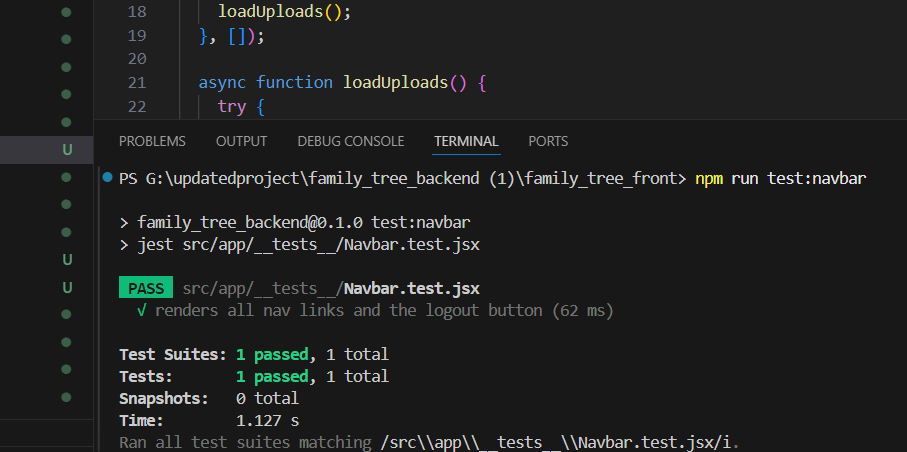 18 loadUploads();
19 }, []);
20
21 async function loadUploads() {
22 try {
U
PROBLEMS OUTPUT DEBUG CONSOLE TERMINAL PORTS
PS G:\updatedproject\family_tree_backend (1)\family_tree_front> npm run test:navbar
> family_tree_backend@0.1.0 test:navbar
> jest src/app/__tests__/Navbar.test.jsx
U
U
PASS src/app/__tests__/Navbar.test.jsx
√ renders all nav links and the logout button (62 ms)
Test Suites: 1 passed, 1 total
Tests: 1 passed, 1 total
Snapshots: 0 total
Time: 1.127 s
Ran all test suites matching /src\\app\\__tests__\\Navbar.test.jsx/i.